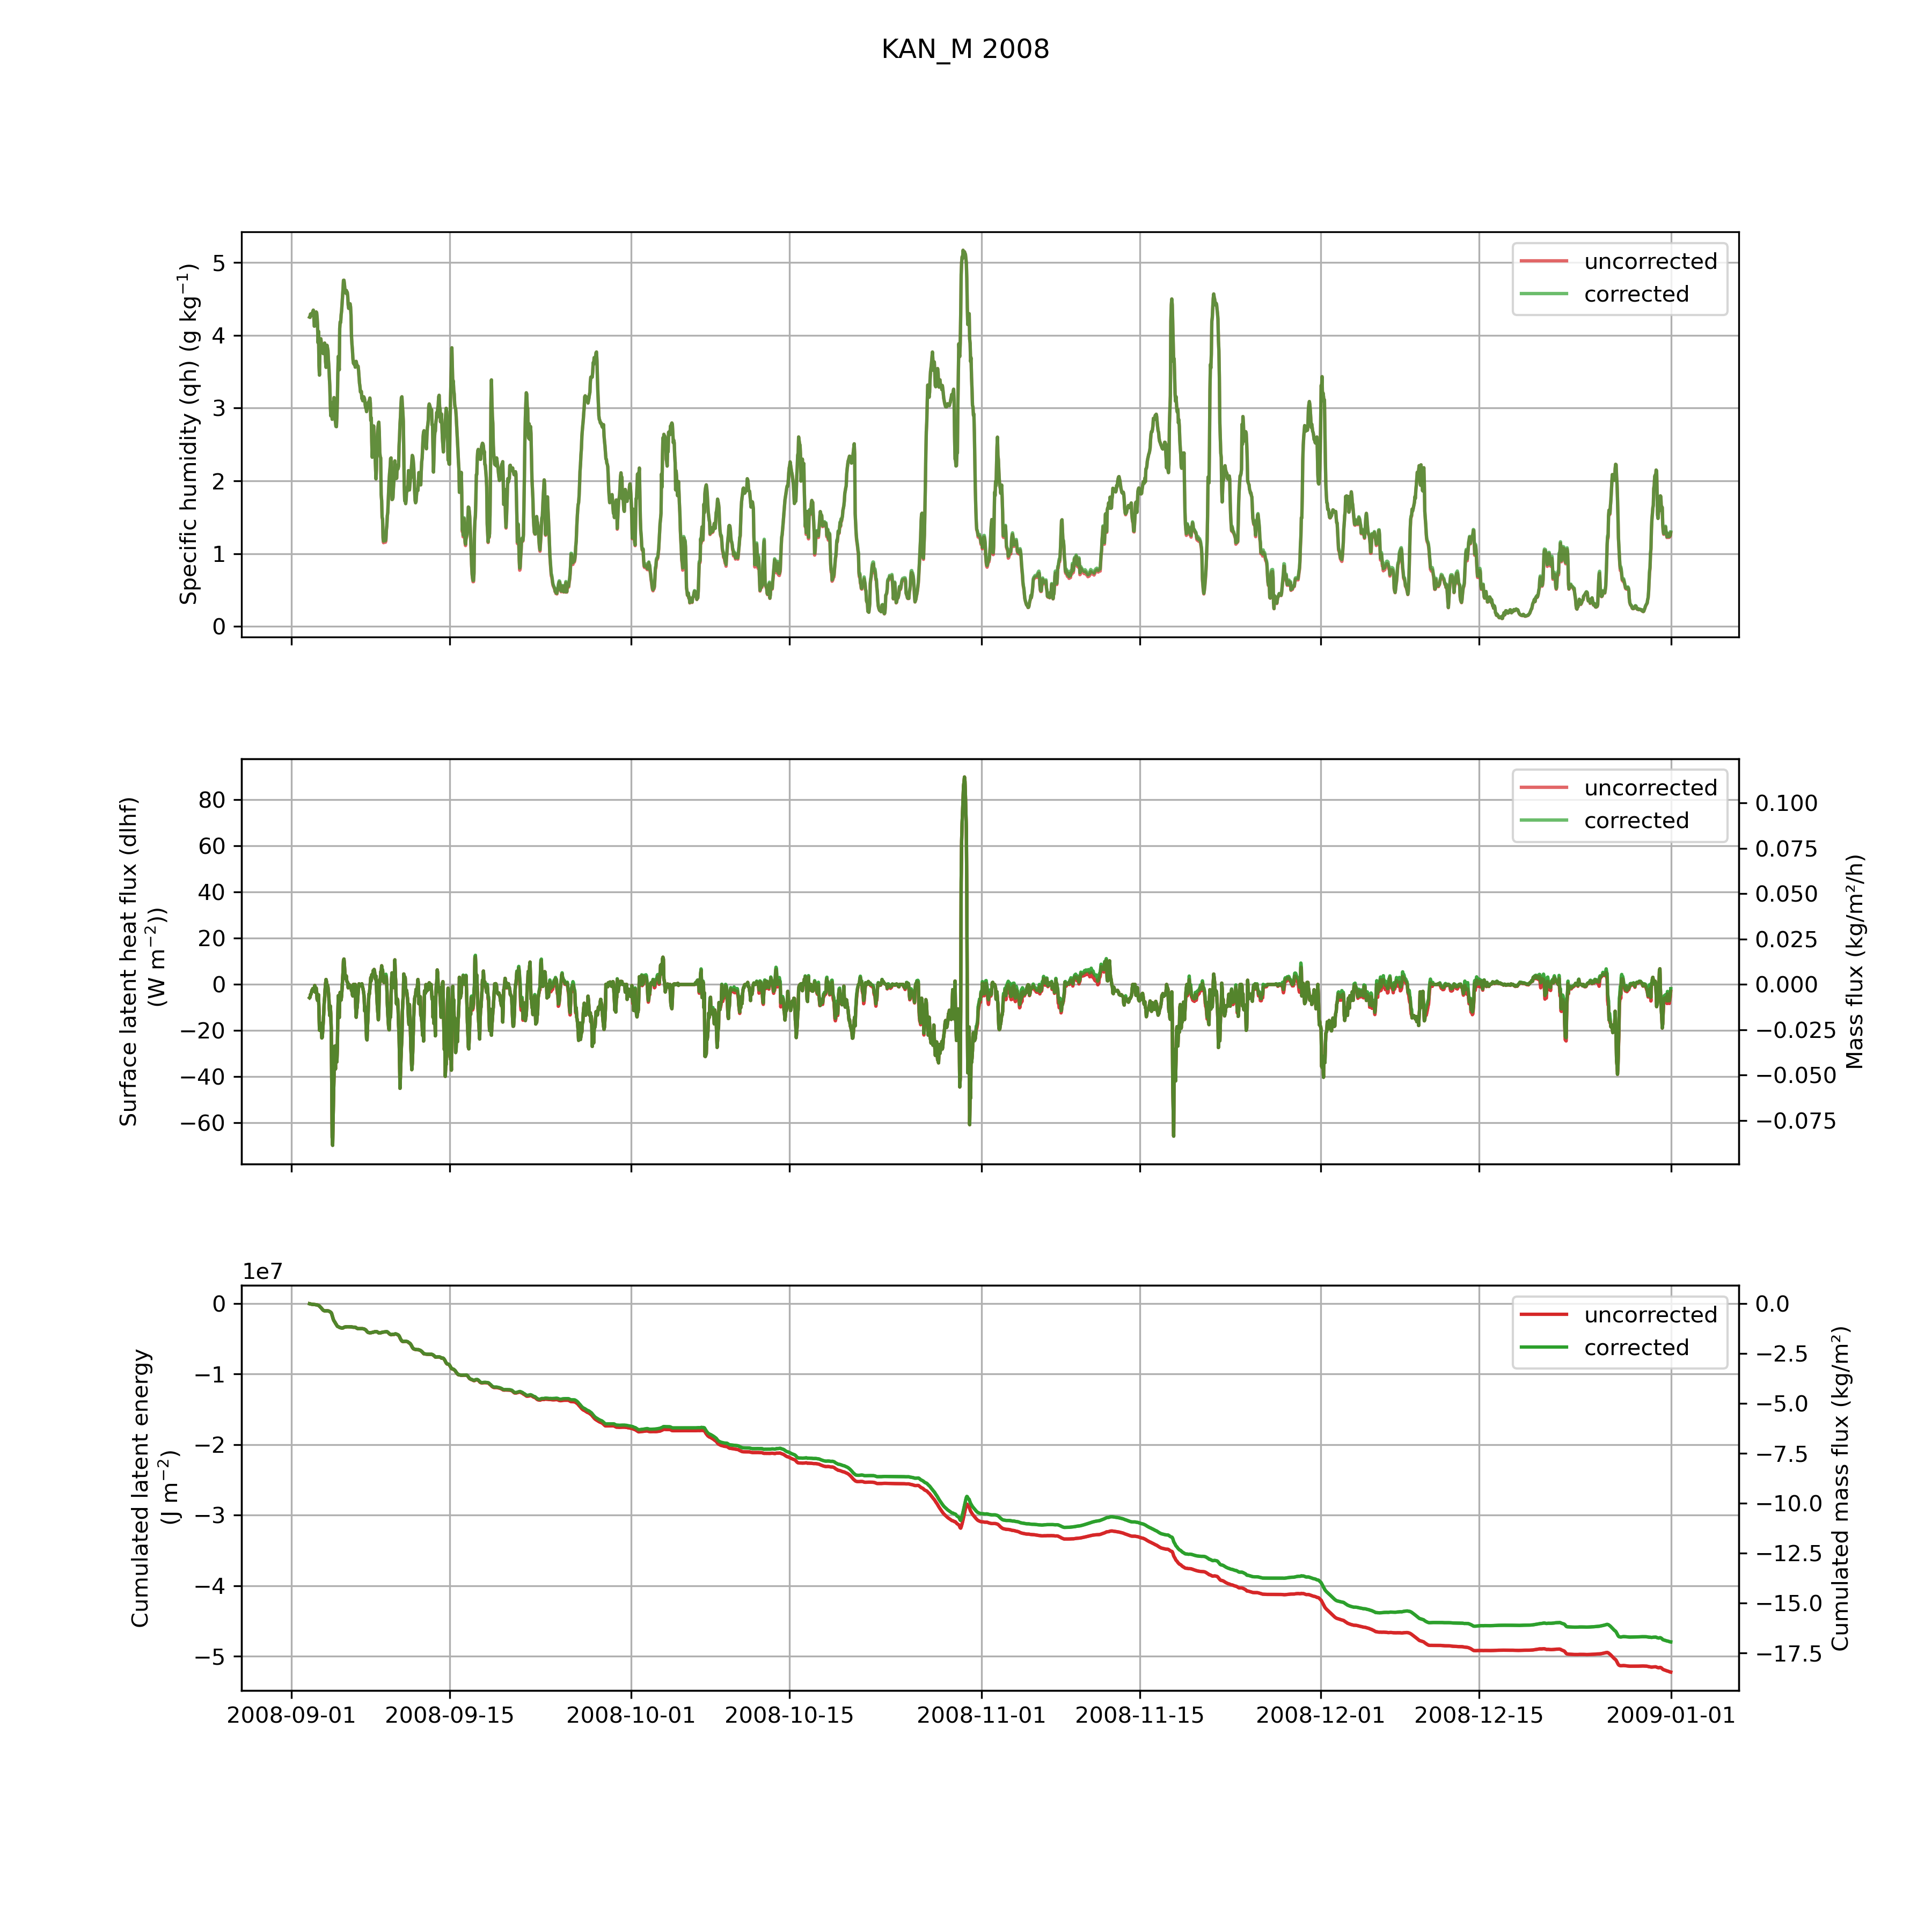 KAN_M 2008
Specific humidity (qh) (g kg⁻¹)
5
4
3
2
1
0
uncorrected
corrected
Surface latent heat flux (dlhf)
(W m⁻²))
80
60
40
20
0
−20
−40
−60
uncorrected
corrected
0.100
0.075
0.050
0.025
0.000
−0.025
−0.050
−0.075
Mass flux (kg/m²/h)
1e7
Cumulated latent energy
(J m⁻²)
0
−1
−2
−3
−4
−5
uncorrected
corrected
0.0
−2.5
−5.0
−7.5
−10.0
−12.5
−15.0
−17.5
Cumulated mass flux (kg/m²)
2008-09-01 2008-09-15 2008-10-01 2008-10-15 2008-11-01 2008-11-15 2008-12-01 2008-12-15 2009-01-01